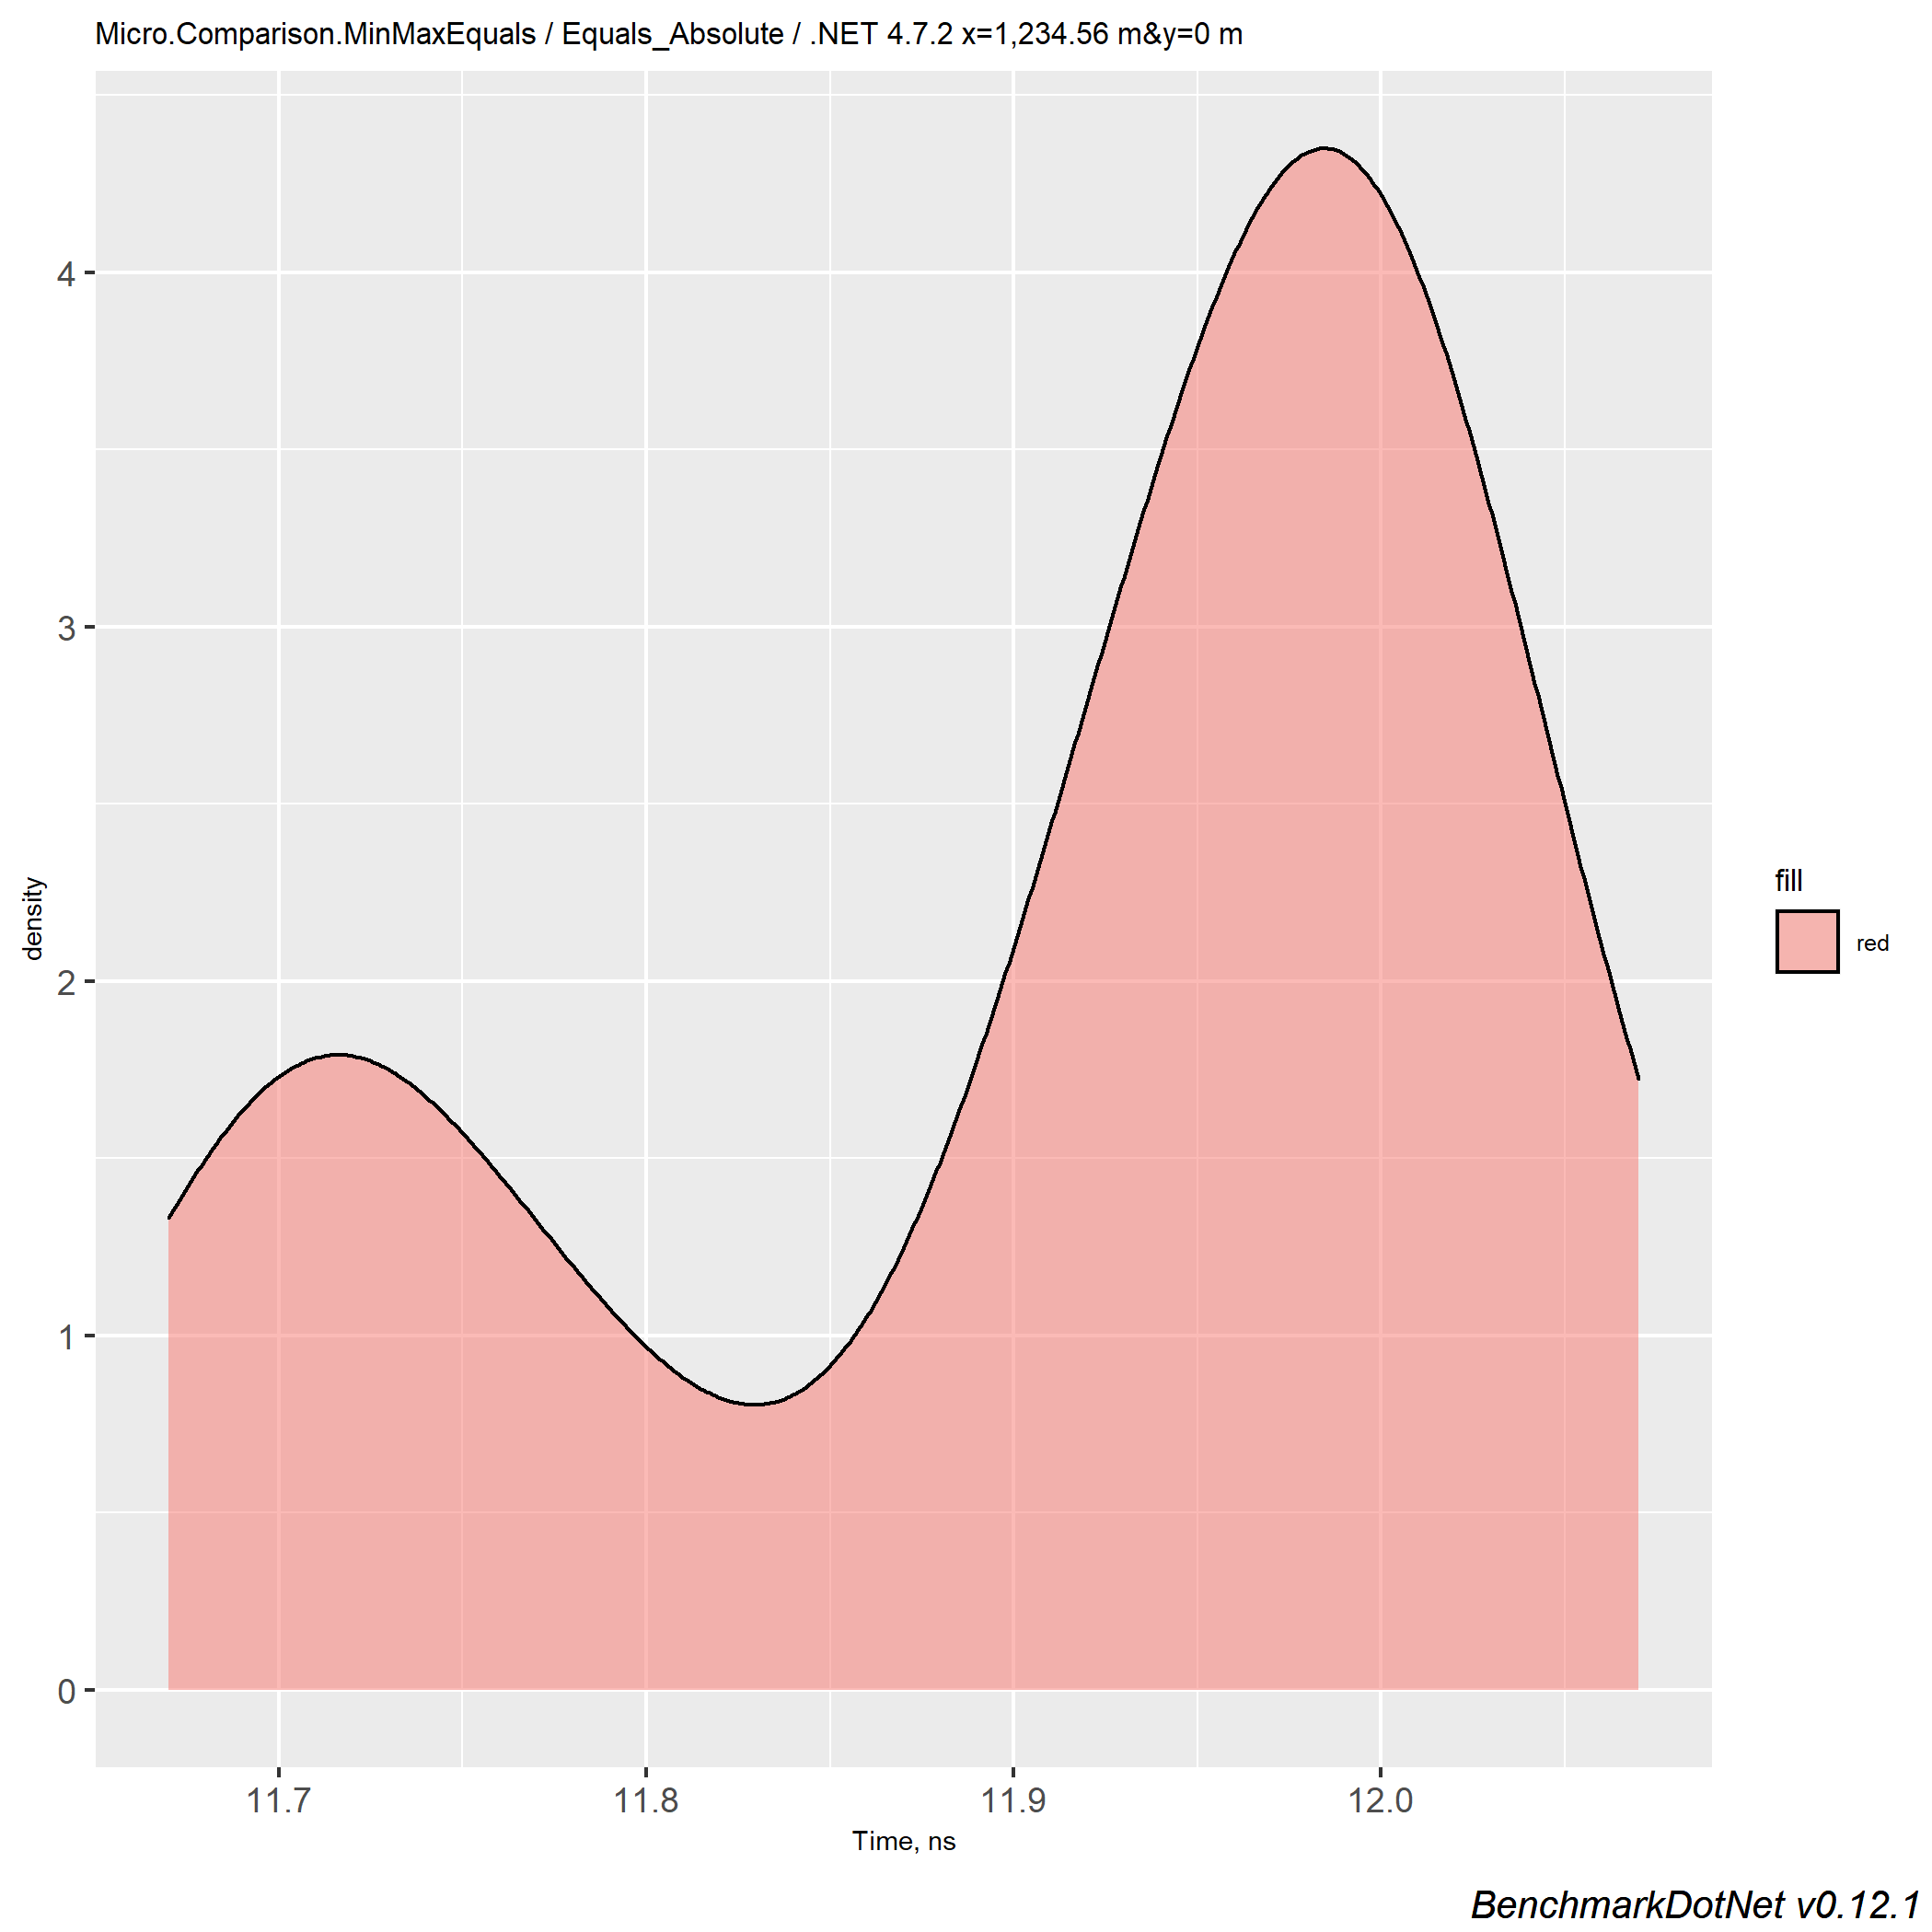 Micro.Comparison.MinMaxEquals / Equals_Absolute / .NET 4.7.2 x=1,234.56 m&y=0 m
4
3
2
1
0
density
11.7 11.8 11.9 12.0
Time, ns
fill
red
BenchmarkDotNet v0.12.1